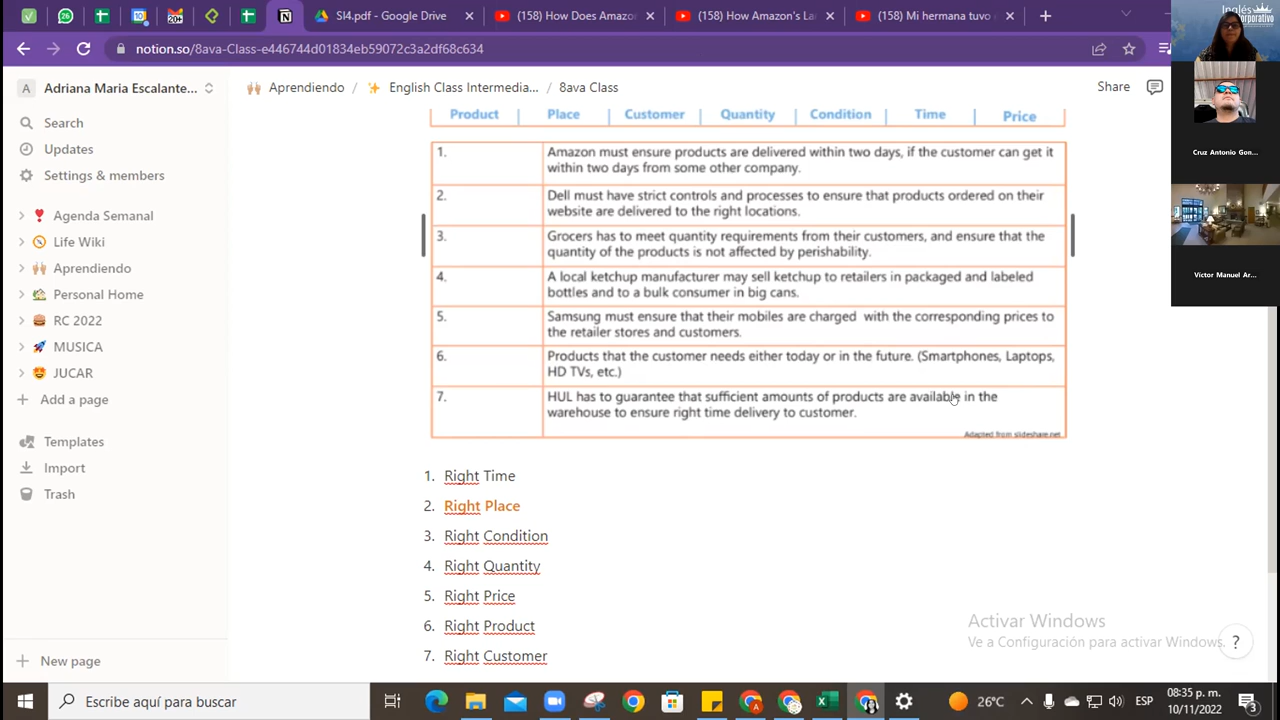 SI4.pdf - Google Drive
(158) How Does Amazo
(158) How Amazon's La
(158) Mi hermana tuvo
Inglés
notion.so/8ava-Class-e446744d01834eb59072c3a2df68c634
A Adriana Maria Escalante...
Aprendiendo / English Class Intermedia... / 8ava Class
Share
Search
Updates
Settings & members
Agenda Semanal
Life Wiki
Aprendiendo
Personal Home
RC 2022
MUSICA
JUCAR
Add a page
Templates
Import
Trash
New page
Product Place Customer Quantity Condition Time Price
1. Amazon must ensure products are delivered within two days, if the customer can get it
within two days from some other company.
2. Dell must have strict controls and processes to ensure that products ordered on their
website are delivered to the right locations.
3. Grocers has to meet quantity requirements from their customers, and ensure that the
quantity of the products is not affected by perishability.
4. A local ketchup manufacturer may sell ketchup to retailers in packaged and labeled
bottles and to a bulk consumer in big cans.
5. Samsung must ensure that their mobiles are charged with the corresponding prices to
the retailer stores and customers.
6. Products that the customer needs either today or in the future. (Smartphones, Laptops,
HD TVs, etc.)
7. HUL has to guarantee that sufficient amounts of products are available in the
warehouse to ensure right time delivery to customer.
Adapted from slideshare.net
1. Right Time
2. Right Place
3. Right Condition
4. Right Quantity
5. Right Price
6. Right Product
7. Right Customer
Cruz Antonio Gon...
Víctor Manuel Ar...
Activar Windows
Ve a Configuración para activar Windows.
?
Escribe aquí para buscar
26°C
ESP
08:35 p. m.
10/11/2022
3